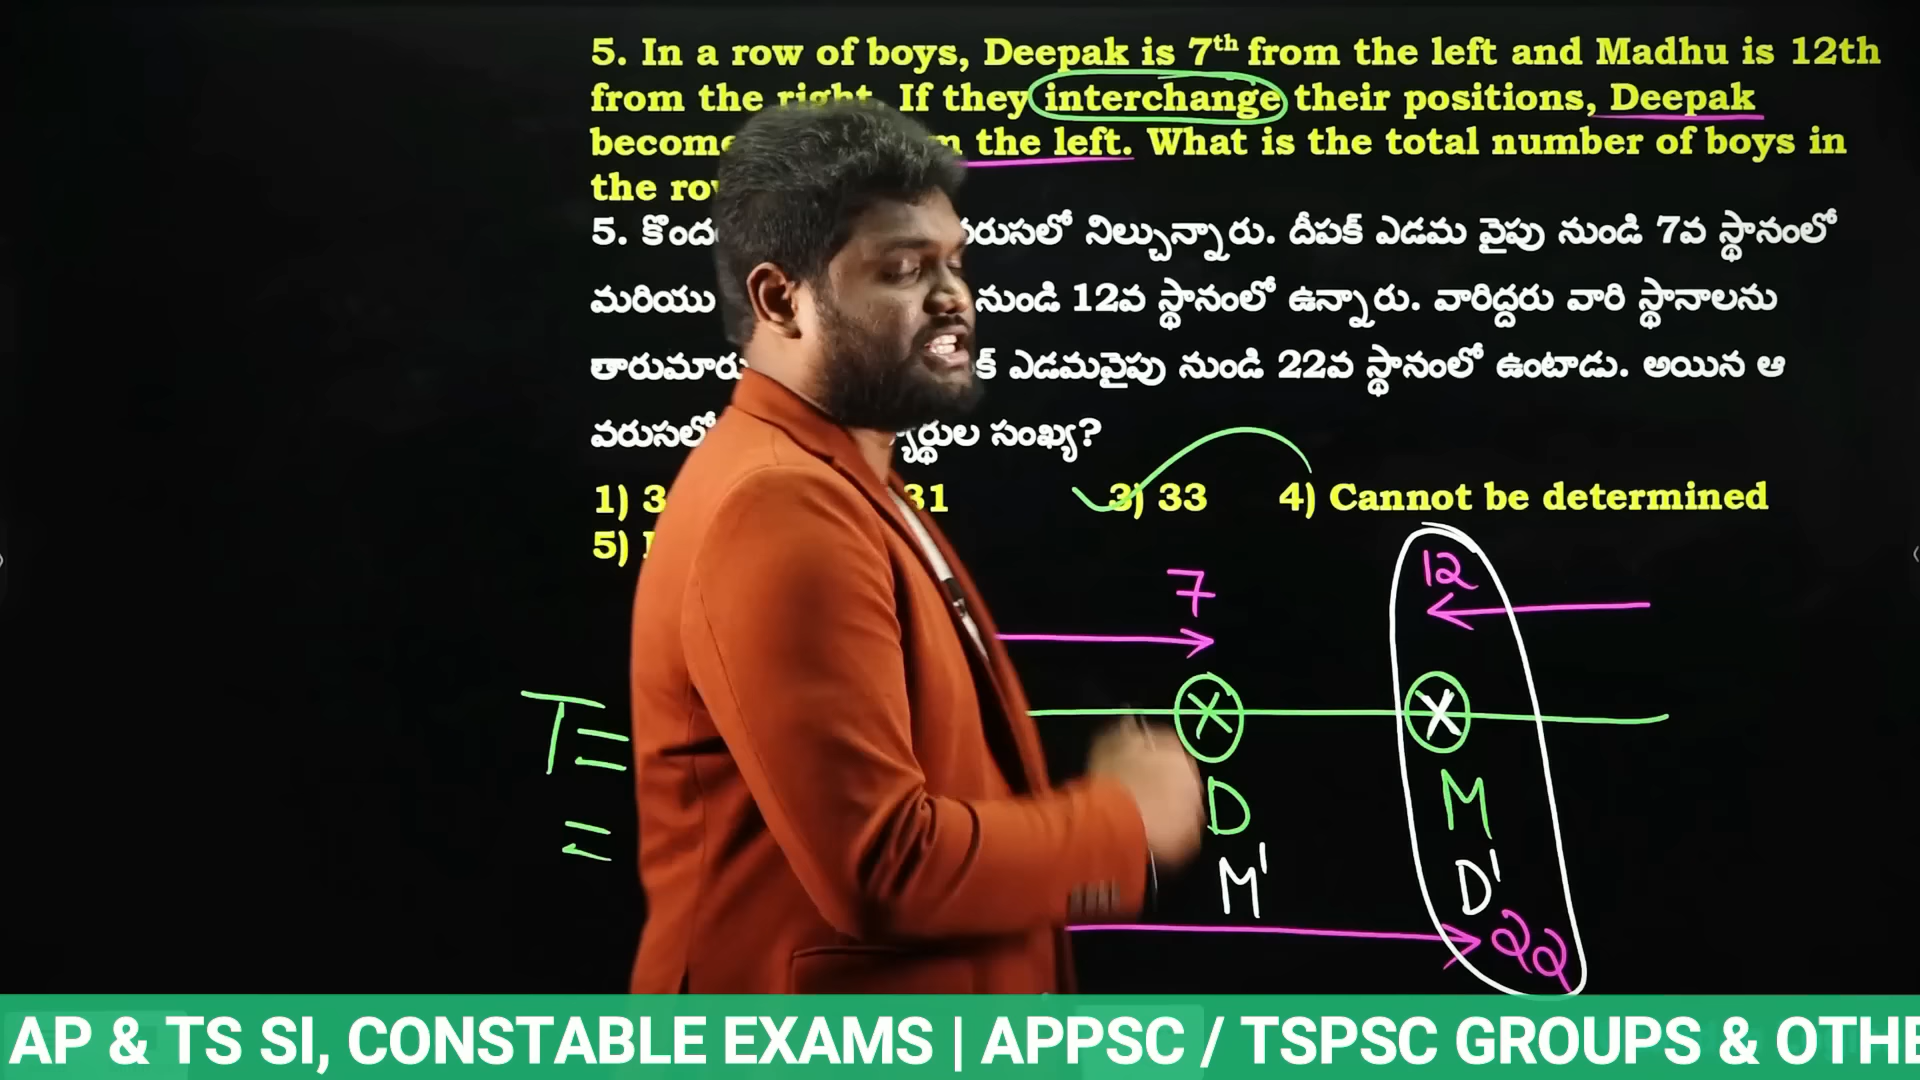 5. In a row of boys, Deepak is 7th from the left and Madhu is 12th
from the right. If they interchange their positions, Deepak
the left. What is the total number of boys in
the
5. వరుసలో నిల్చున్నారు. దీపక్ ఎడమ వైపు నుండి 7వ స్థానంలో
మరియు నుండి 12వ స్థానంలో ఉన్నారు. వారిద్దరు వారి స్థానాలను
ఎడమవైపు నుండి 22వ స్థానంలో ఉంటాడు. అయిన ఆ
వరుసలో సంఖ్య?
1) 31 3) 33 4) Cannot be determined
5)
7 12
T=
D M
=
M' D'
22
AP & TS SI, CONSTABLE EXAMS | APPSC / TSPSC GROUPS & OTHE